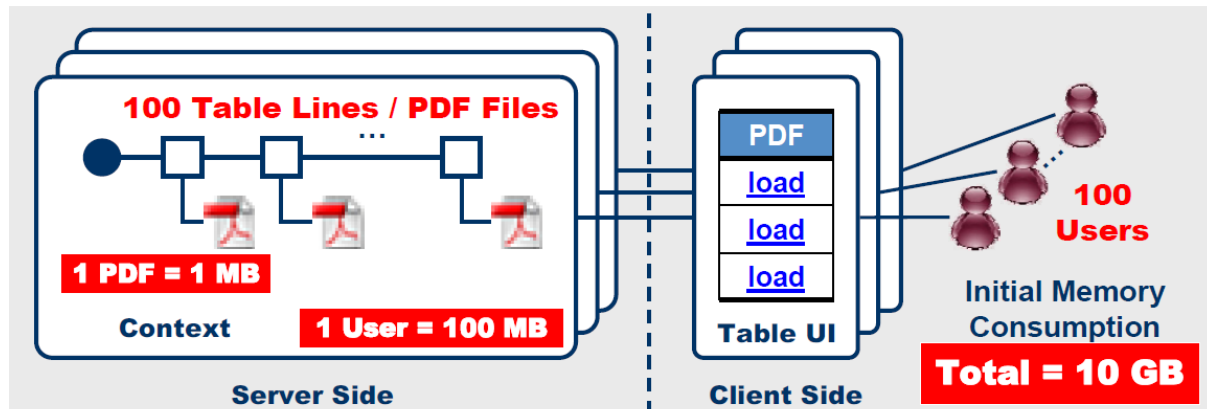 100 Table Lines / PDF Files
...
1 PDF = 1 MB
Context
1 User = 100 MB
Server Side
PDF
load
load
load
Table UI
Client Side
...
100
Users
Initial Memory
Consumption
Total = 10 GB